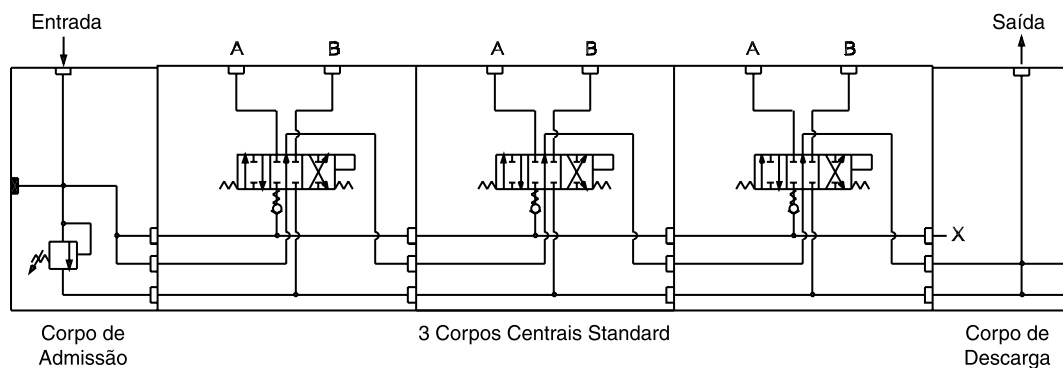 Entrada
Saída
A B A B A B
X
Corpo de
Admissão
3 Corpos Centrais Standard
Corpo de
Descarga